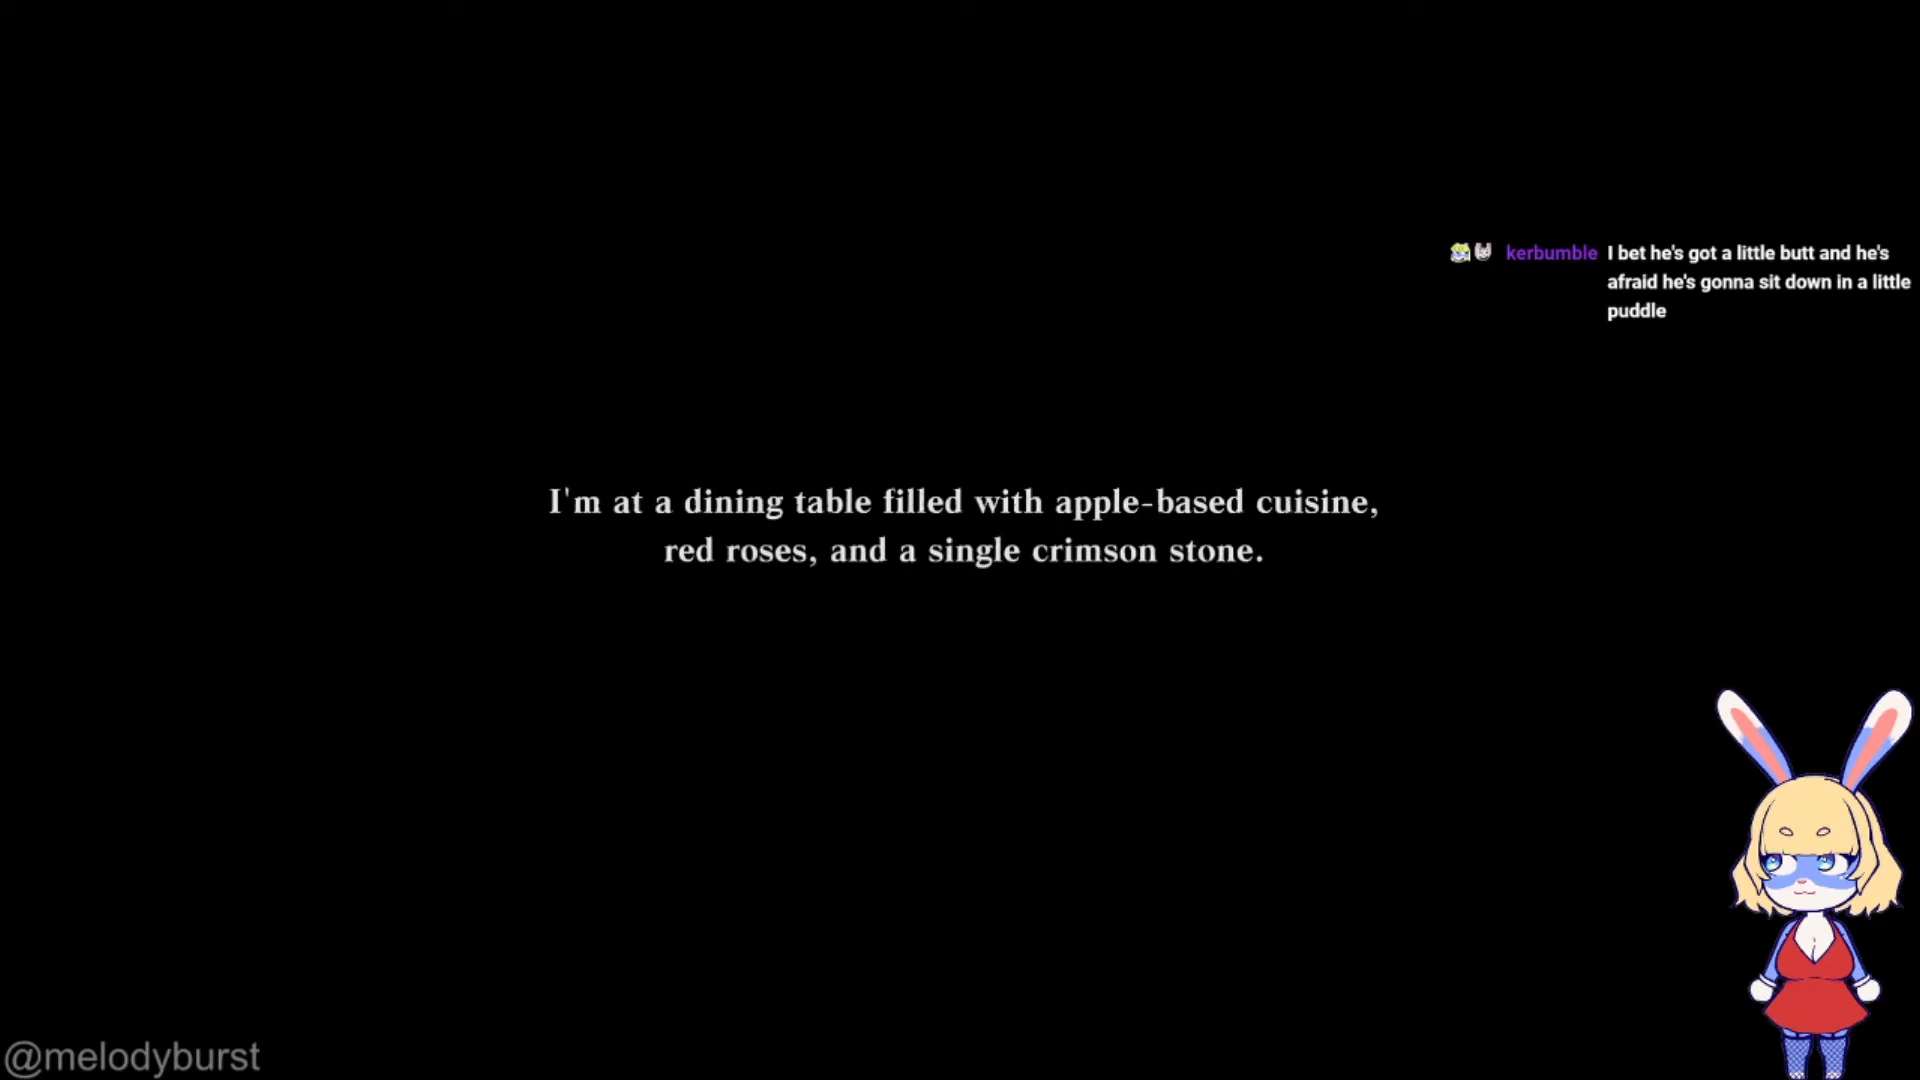 kerbumble I bet he's got a little butt and he's
afraid he's gonna sit down in a little
puddle
I'm at a dining table filled with apple-based cuisine,
red roses, and a single crimson stone.
@melodyburst